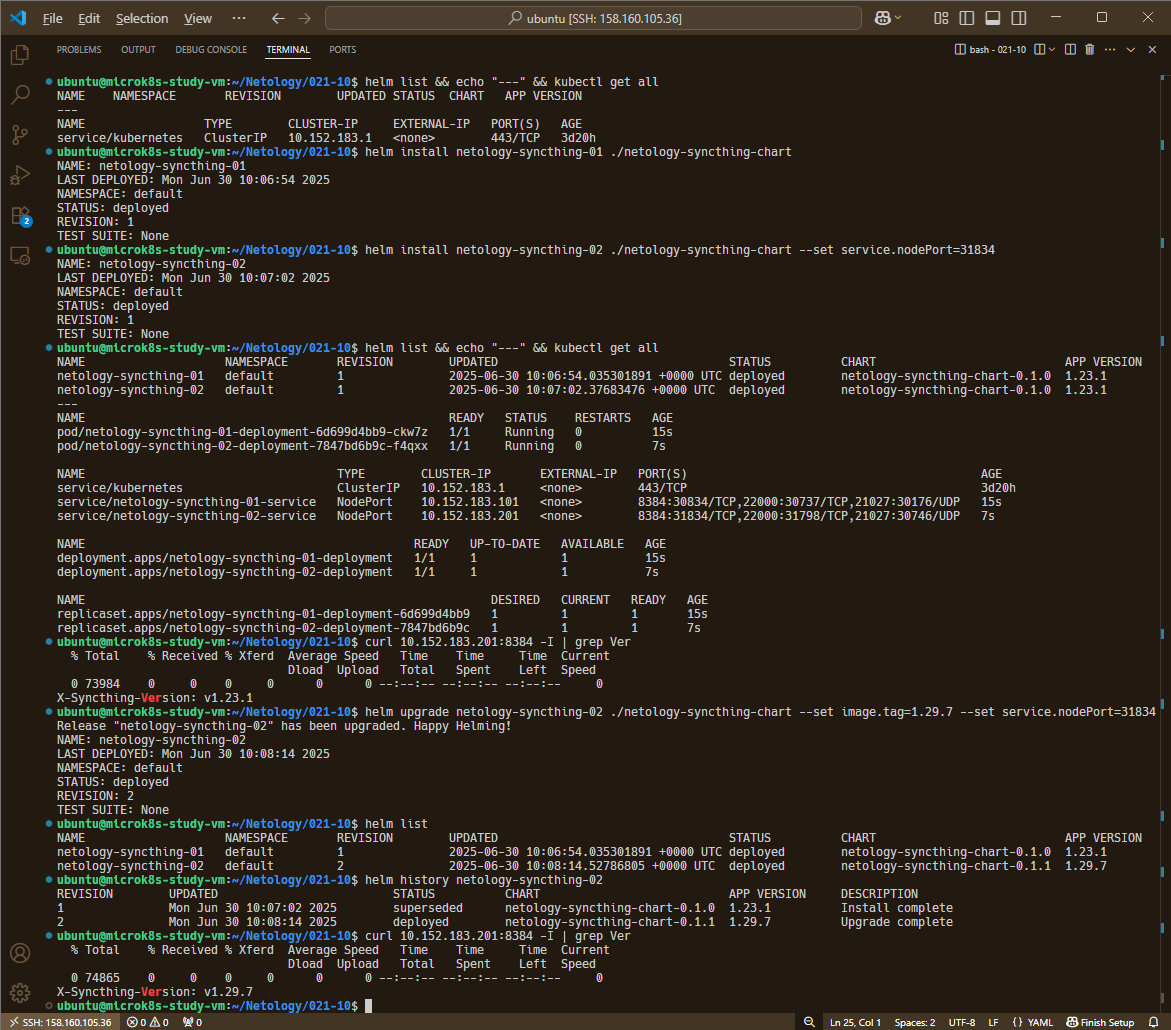 File Edit Selection View ··· ubuntu [SSH: 158.160.105.36]
PROBLEMS OUTPUT DEBUG CONSOLE TERMINAL PORTS bash - 021-10
ubuntu@microk8s-study-vm:~/Netology/021-10$ helm list && echo "---" && kubectl get all
NAME NAMESPACE REVISION UPDATED STATUS CHART APP VERSION
---
NAME TYPE CLUSTER-IP EXTERNAL-IP PORT(S) AGE
service/kubernetes ClusterIP 10.152.183.1 <none> 443/TCP 3d20h
ubuntu@microk8s-study-vm:~/Netology/021-10$ helm install netology-syncthing-01 ./netology-syncthing-chart
NAME: netology-syncthing-01
LAST DEPLOYED: Mon Jun 30 10:06:54 2025
NAMESPACE: default
STATUS: deployed
REVISION: 1
TEST SUITE: None
ubuntu@microk8s-study-vm:~/Netology/021-10$ helm install netology-syncthing-02 ./netology-syncthing-chart --set service.nodePort=31834
NAME: netology-syncthing-02
LAST DEPLOYED: Mon Jun 30 10:07:02 2025
NAMESPACE: default
STATUS: deployed
REVISION: 1
TEST SUITE: None
ubuntu@microk8s-study-vm:~/Netology/021-10$ helm list && echo "---" && kubectl get all
NAME NAMESPACE REVISION UPDATED STATUS CHART APP VERSION
netology-syncthing-01 default 1 2025-06-30 10:06:54.035301891 +0000 UTC deployed netology-syncthing-chart-0.1.0 1.23.1
netology-syncthing-02 default 1 2025-06-30 10:07:02.37683476 +0000 UTC deployed netology-syncthing-chart-0.1.0 1.23.1
---
NAME READY STATUS RESTARTS AGE
pod/netology-syncthing-01-deployment-6d699d4bb9-ckw7z 1/1 Running 0 15s
pod/netology-syncthing-02-deployment-7847bd6b9c-f4qxx 1/1 Running 0 7s
NAME TYPE CLUSTER-IP EXTERNAL-IP PORT(S) AGE
service/kubernetes ClusterIP 10.152.183.1 <none> 443/TCP 3d20h
service/netology-syncthing-01-service NodePort 10.152.183.101 <none> 8384:30834/TCP,22000:30737/TCP,21027:30176/UDP 15s
service/netology-syncthing-02-service NodePort 10.152.183.201 <none> 8384:31834/TCP,22000:31798/TCP,21027:30746/UDP 7s
NAME READY UP-TO-DATE AVAILABLE AGE
deployment.apps/netology-syncthing-01-deployment 1/1 1 1 15s
deployment.apps/netology-syncthing-02-deployment 1/1 1 1 7s
NAME DESIRED CURRENT READY AGE
replicaset.apps/netology-syncthing-01-deployment-6d699d4bb9 1 1 1 15s
replicaset.apps/netology-syncthing-02-deployment-7847bd6b9c 1 1 1 7s
ubuntu@microk8s-study-vm:~/Netology/021-10$ curl 10.152.183.201:8384 -I | grep Ver
% Total % Received % Xferd Average Speed Time Time Time Current
Dload Upload Total Spent Left Speed
0 73984 0 0 0 0 0 0 --:--:-- --:--:-- --:--:-- 0
X-Syncthing-Version: v1.23.1
ubuntu@microk8s-study-vm:~/Netology/021-10$ helm upgrade netology-syncthing-02 ./netology-syncthing-chart --set image.tag=1.29.7 --set service.nodePort=31834
Release "netology-syncthing-02" has been upgraded. Happy Helming!
NAME: netology-syncthing-02
LAST DEPLOYED: Mon Jun 30 10:08:14 2025
NAMESPACE: default
STATUS: deployed
REVISION: 2
TEST SUITE: None
ubuntu@microk8s-study-vm:~/Netology/021-10$ helm list
NAME NAMESPACE REVISION UPDATED STATUS CHART APP VERSION
netology-syncthing-01 default 1 2025-06-30 10:06:54.035301891 +0000 UTC deployed netology-syncthing-chart-0.1.0 1.23.1
netology-syncthing-02 default 2 2025-06-30 10:08:14.52786805 +0000 UTC deployed netology-syncthing-chart-0.1.1 1.29.7
ubuntu@microk8s-study-vm:~/Netology/021-10$ helm history netology-syncthing-02
REVISION UPDATED STATUS CHART APP VERSION DESCRIPTION
1 Mon Jun 30 10:07:02 2025 superseded netology-syncthing-chart-0.1.0 1.23.1 Install complete
2 Mon Jun 30 10:08:14 2025 deployed netology-syncthing-chart-0.1.1 1.29.7 Upgrade complete
ubuntu@microk8s-study-vm:~/Netology/021-10$ curl 10.152.183.201:8384 -I | grep Ver
% Total % Received % Xferd Average Speed Time Time Time Current
Dload Upload Total Spent Left Speed
0 74865 0 0 0 0 0 0 --:--:-- --:--:-- --:--:-- 0
X-Syncthing-Version: v1.29.7
ubuntu@microk8s-study-vm:~/Netology/021-10$
2
SSH: 158.160.105.36 0 0 0 Ln 25, Col 1 Spaces: 2 UTF-8 LF {} YAML Finish Setup